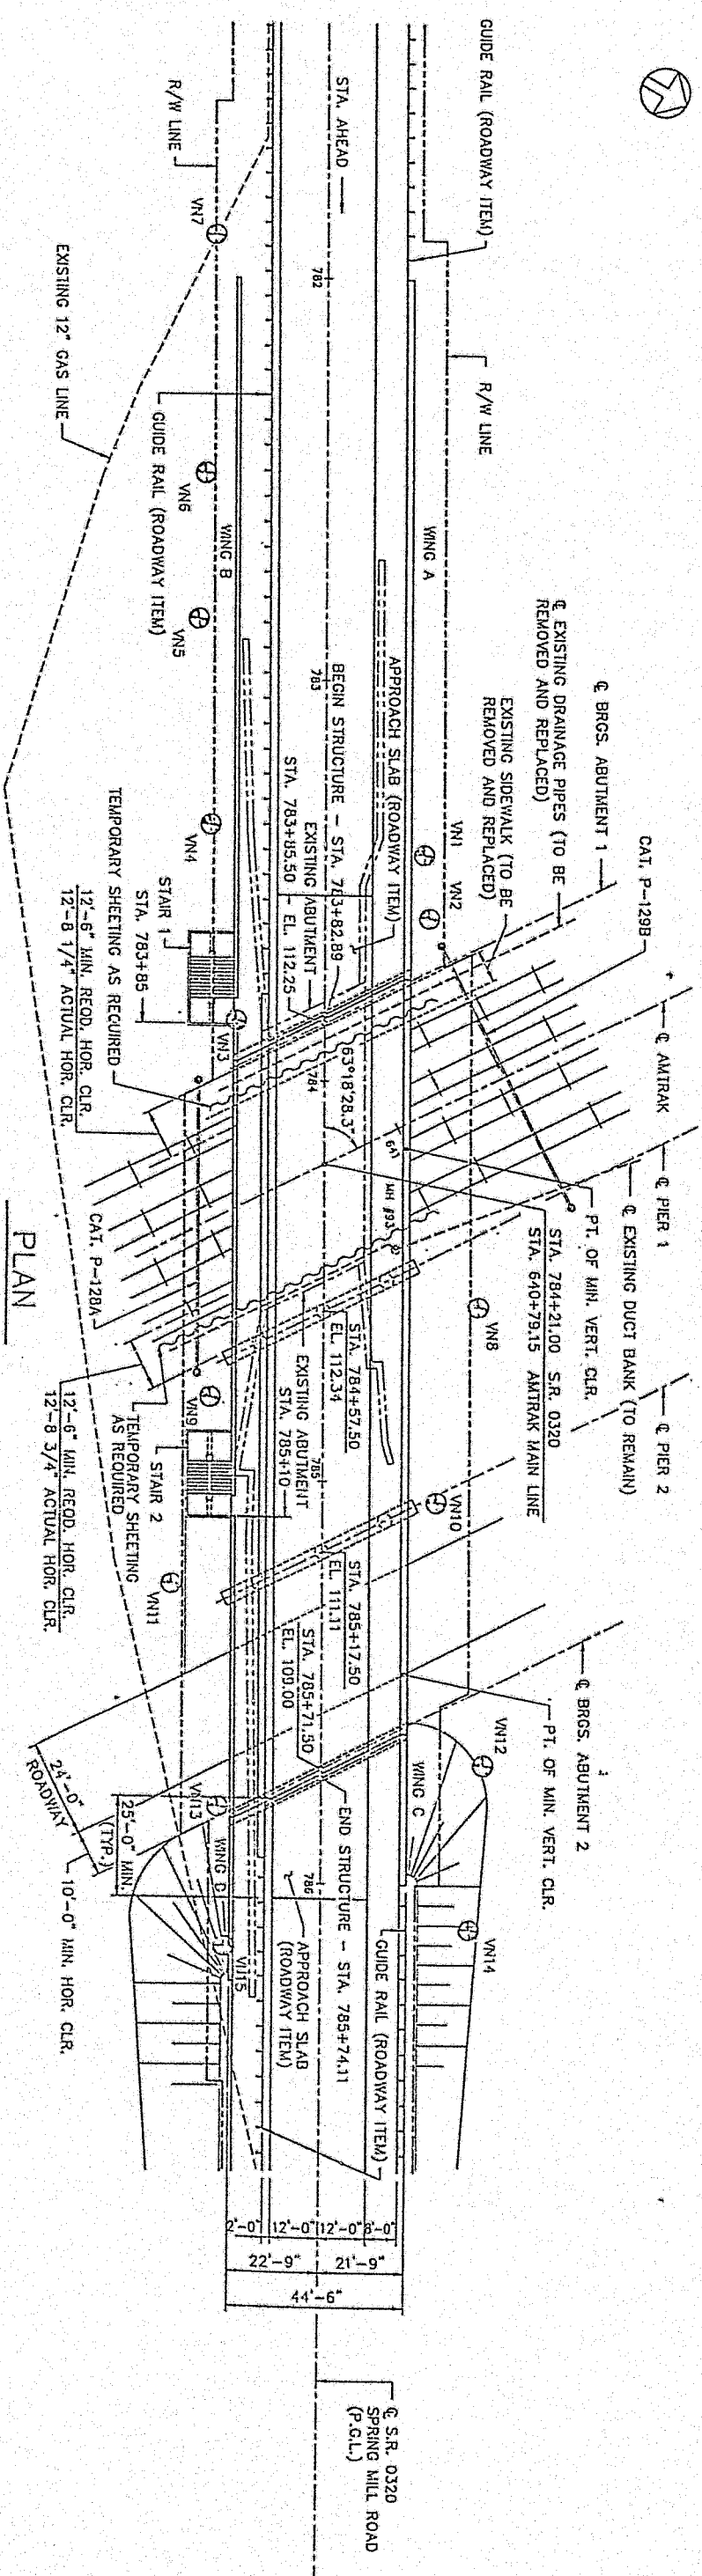 GUIDE RAIL (ROADWAY ITEM)
R/W LINE
STA. AHEAD
R/W LINE
VN7
EXISTING 12" GAS LINE
782
GUIDE RAIL (ROADWAY ITEM)
VN6
VN5
VN4
WING B
WING A
783
BEGIN STRUCTURE - STA. 783+82.89
APPROACH SLAB (ROADWAY ITEM)
STA. 783+85.50
EL. 112.25
EXISTING ABUTMENT
STAIR 1
STA. 783+85
VN3
TEMPORARY SHEETING AS REQUIRED
12'-6" MIN. REQD. HOR. CLR.
12'-8 1/4" ACTUAL HOR. CLR.
VN1
VN2
EXISTING SIDEWALK (TO BE
REMOVED AND REPLACED)
℄ EXISTING DRAINAGE PIPES (TO BE
REMOVED AND REPLACED)
℄ BRGS. ABUTMENT 1
CAT. P-129B
℄ AMTRAK
℄ PIER 1
℄ EXISTING DUCT BANK (TO REMAIN)
℄ PIER 2
PT. OF MIN. VERT. CLR.
STA. 784+21.00 S.R. 0320
STA. 640+79.15 AMTRAK MAIN LINE
784
63°18'28.3"
641
MH #93
VN8
CAT. P-128A
PLAN
STA. 784+57.50
EL. 112.34
EXISTING ABUTMENT
STA. 785+10
785
VN9
STAIR 2
TEMPORARY SHEETING
AS REQUIRED
12'-6" MIN. REQD. HOR. CLR.
12'-8 3/4" ACTUAL HOR. CLR.
VN10
VN11
STA. 785+17.50
EL. 111.11
STA. 785+71.50
EL. 109.00
℄ BRGS. ABUTMENT 2
PT. OF MIN. VERT. CLR.
VN12
WING C
VN13
WING D
24'-0"
ROADWAY
25'-0" MIN.
(TYP.)
10'-0" MIN. HOR. CLR.
END STRUCTURE - STA. 785+74.11
786
APPROACH SLAB
(ROADWAY ITEM)
GUIDE RAIL (ROADWAY ITEM)
VN14
VN15
2'-0"
12'-0"
12'-0"
8'-0"
22'-9"
21'-9"
44'-6"
℄ S.R. 0320
SPRING MILL ROAD
(P.G.L.)